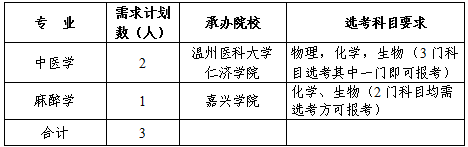 专 业 需求计划数（人） 承办院校 选考科目要求
中医学 2 温州医科大学仁济学院 物理，化学，生物（3 门科目选考其中一门即可报考）
麻醉学 1 嘉兴学院 化学、生物（2 门科目均需选考方可报考）
合计 3